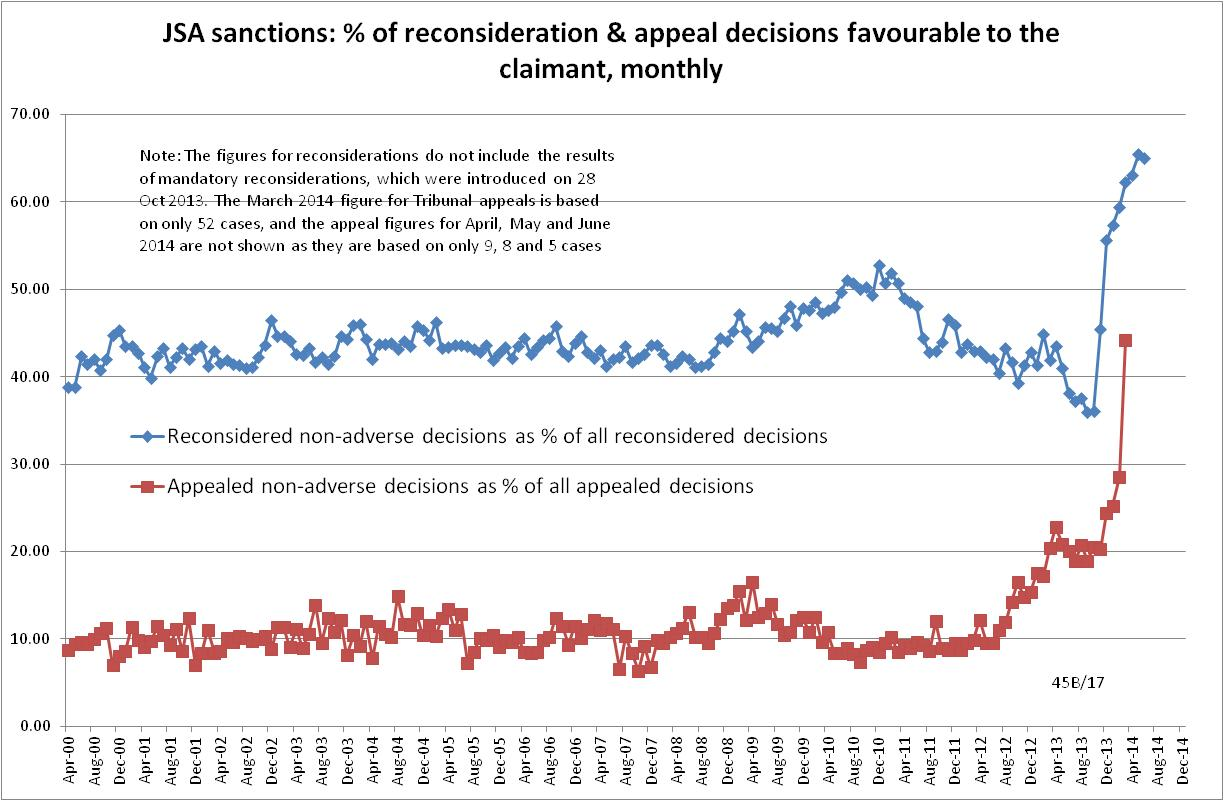 JSA sanctions: % of reconsideration & appeal decisions favourable to the
claimant, monthly
70.00
60.00
50.00
40.00
30.00
20.00
10.00
0.00
Note: The figures for reconsiderations do not include the results
of mandatory reconsiderations, which were introduced on 28
Oct 2013. The March 2014 figure for Tribunal appeals is based
on only 52 cases, and the appeal figures for April, May and June
2014 are not shown as they are based on only 9, 8 and 5 cases
Reconsidered non-adverse decisions as % of all reconsidered decisions
Appealed non-adverse decisions as % of all appealed decisions
45B/17
Apr-00
Aug-00
Dec-00
Apr-01
Aug-01
Dec-01
Apr-02
Aug-02
Dec-02
Apr-03
Aug-03
Dec-03
Apr-04
Aug-04
Dec-04
Apr-05
Aug-05
Dec-05
Apr-06
Aug-06
Dec-06
Apr-07
Aug-07
Dec-07
Apr-08
Aug-08
Dec-08
Apr-09
Aug-09
Dec-09
Apr-10
Aug-10
Dec-10
Apr-11
Aug-11
Dec-11
Apr-12
Aug-12
Dec-12
Apr-13
Aug-13
Dec-13
Apr-14
Aug-14
Dec-14